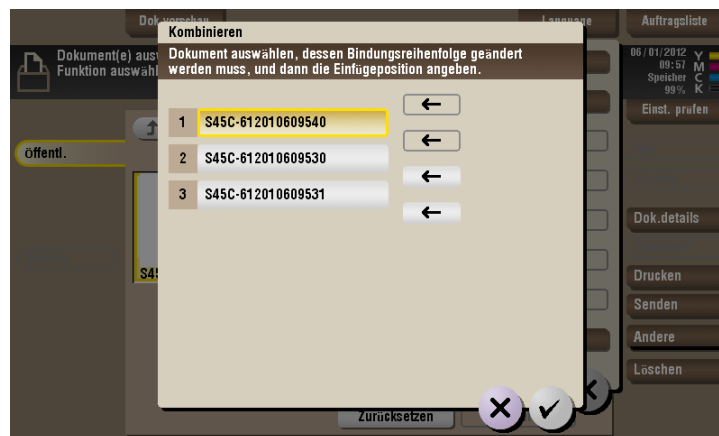 Dok.vorschau
Language
Auftragsliste
Kombinieren
Dokument auswählen, dessen Bindungsreihenfolge geändert
werden muss, und dann die Einfügeposition angeben.
Dokument(e) ausw
Funktion auswähl
06/01/2012
09:57
Speicher
99%
Y
M
C
K
Einst. prüfen
1 S45C-612010609540
2 S45C-612010609530
3 S45C-612010609531
Öffentl.
S45
Dok.details
Drucken
Senden
Andere
Löschen
Zurücksetzen